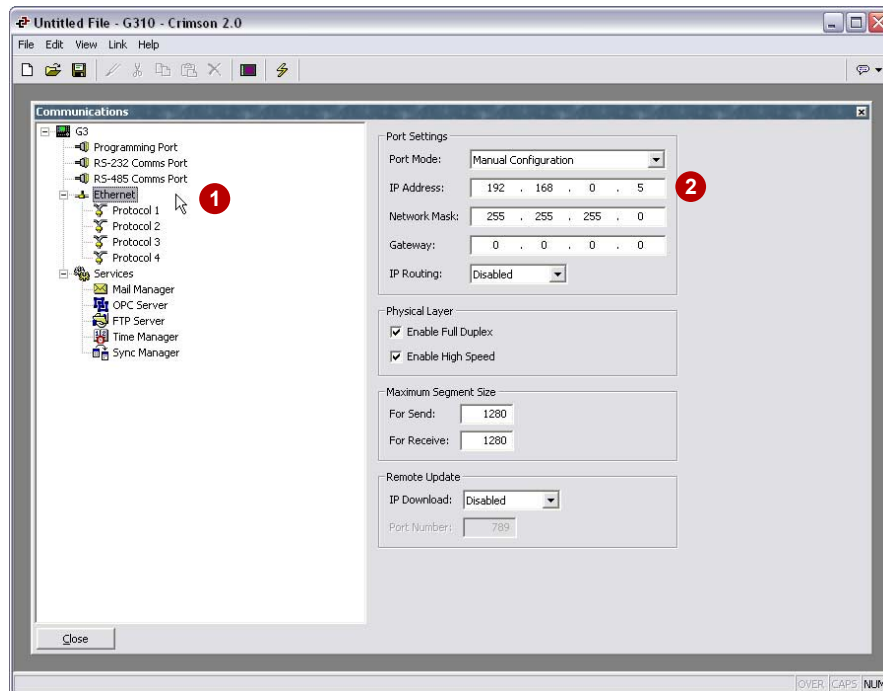 Untitled File - G310 - Crimson 2.0
File Edit View Link Help
Communications
G3
Programming Port
RS-232 Comms Port
RS-485 Comms Port
Ethernet
1
Protocol 1
Protocol 2
Protocol 3
Protocol 4
Services
Mail Manager
OPC Server
FTP Server
Time Manager
Sync Manager
Port Settings
Port Mode: Manual Configuration
IP Address: 192 . 168 . 0 . 5
2
Network Mask: 255 . 255 . 255 . 0
Gateway: 0 . 0 . 0 . 0
IP Routing: Disabled
Physical Layer
Enable Full Duplex
Enable High Speed
Maximum Segment Size
For Send: 1280
For Receive: 1280
Remote Update
IP Download: Disabled
Port Number: 789
Close
OVER CAPS NUM